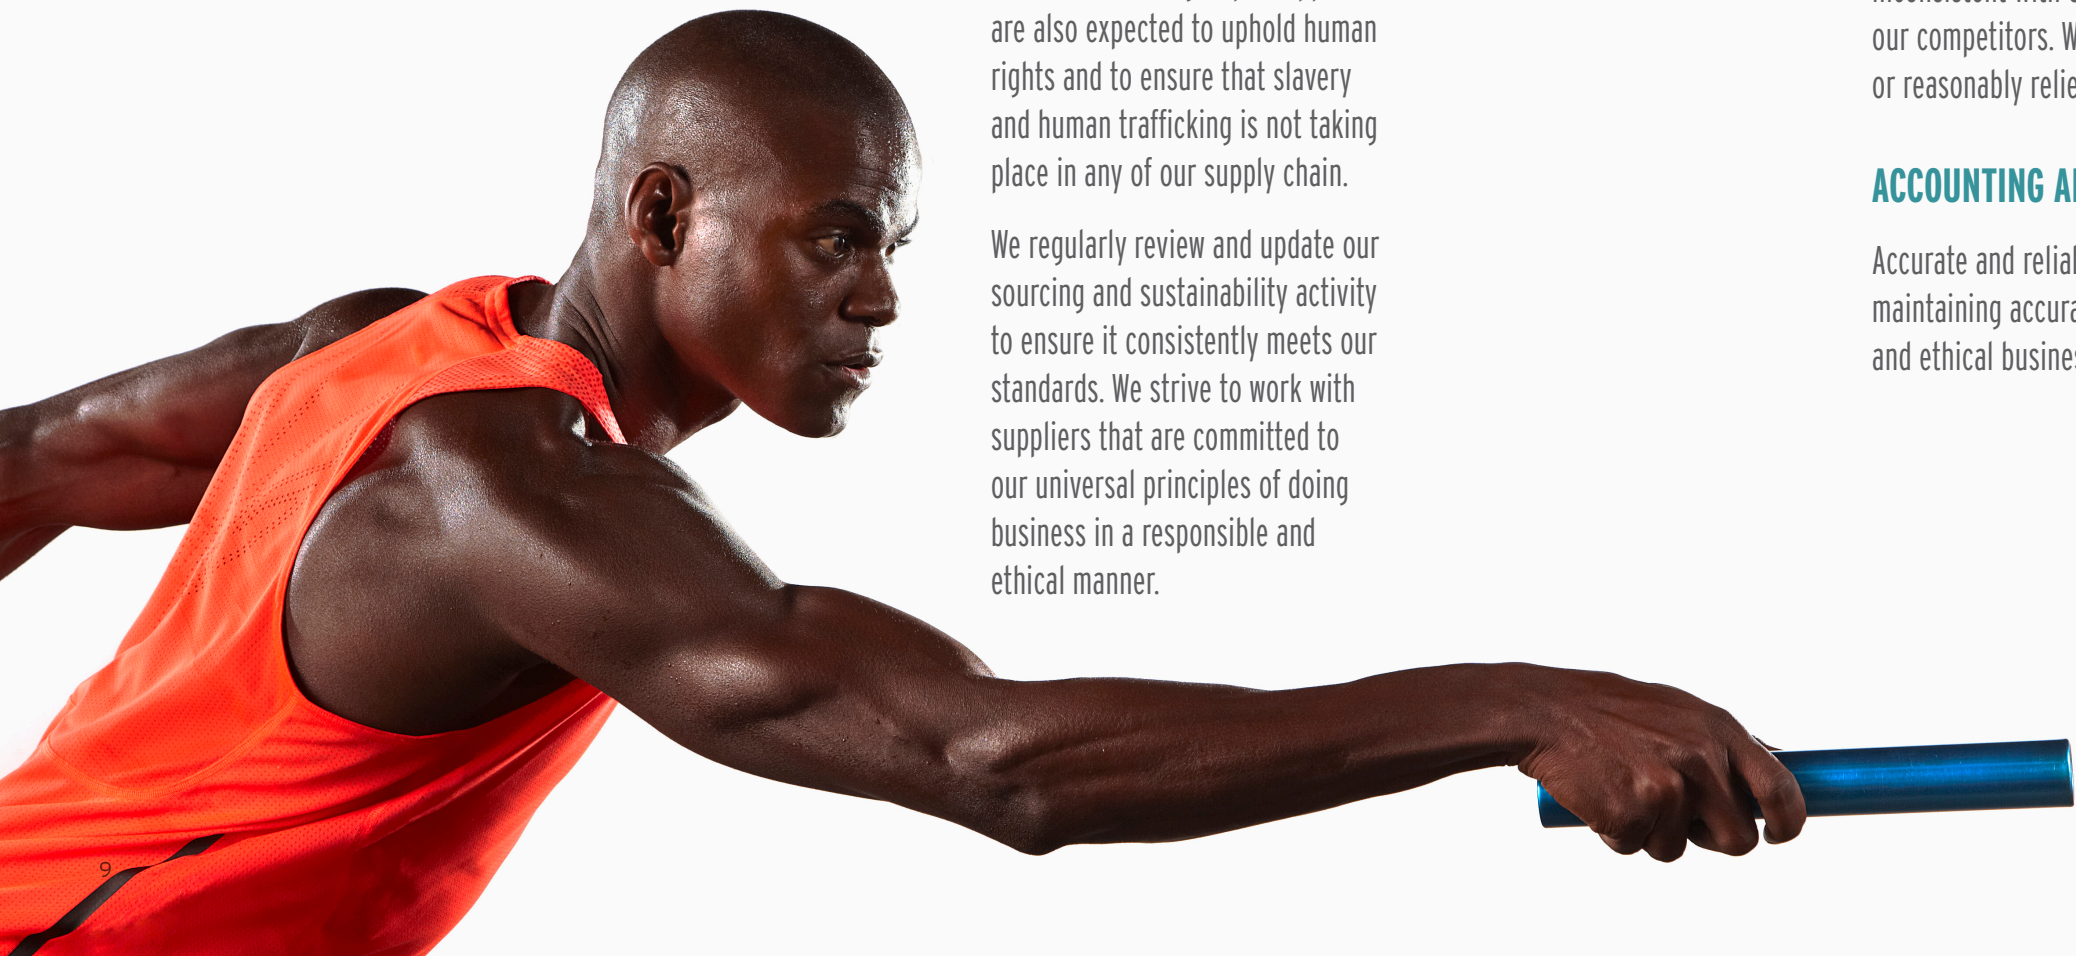 are also expected to uphold human
rights and to ensure that slavery
and human trafficking is not taking
place in any of our supply chain.
We regularly review and update our
sourcing and sustainability activity
to ensure it consistently meets our
standards. We strive to work with
suppliers that are committed to
our universal principles of doing
business in a responsible and
ethical manner.
our competitors.
or reasonably
ACCOUNTING
Accurate and
maintaining
and ethical
9